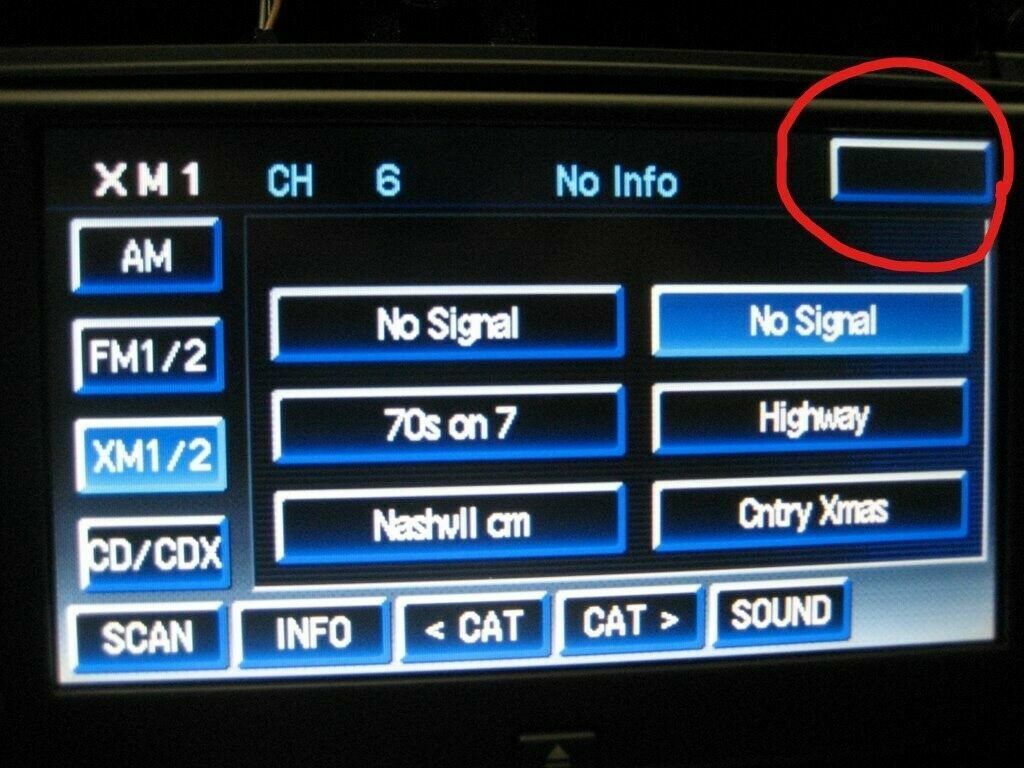 XM1 CH 6 No Info
AM
No Signal No Signal
FM1/2
70s on 7 Highway
XM1/2
Nashvll cm Cntry Xmas
CD/CDX
SCAN INFO < CAT CAT > SOUND